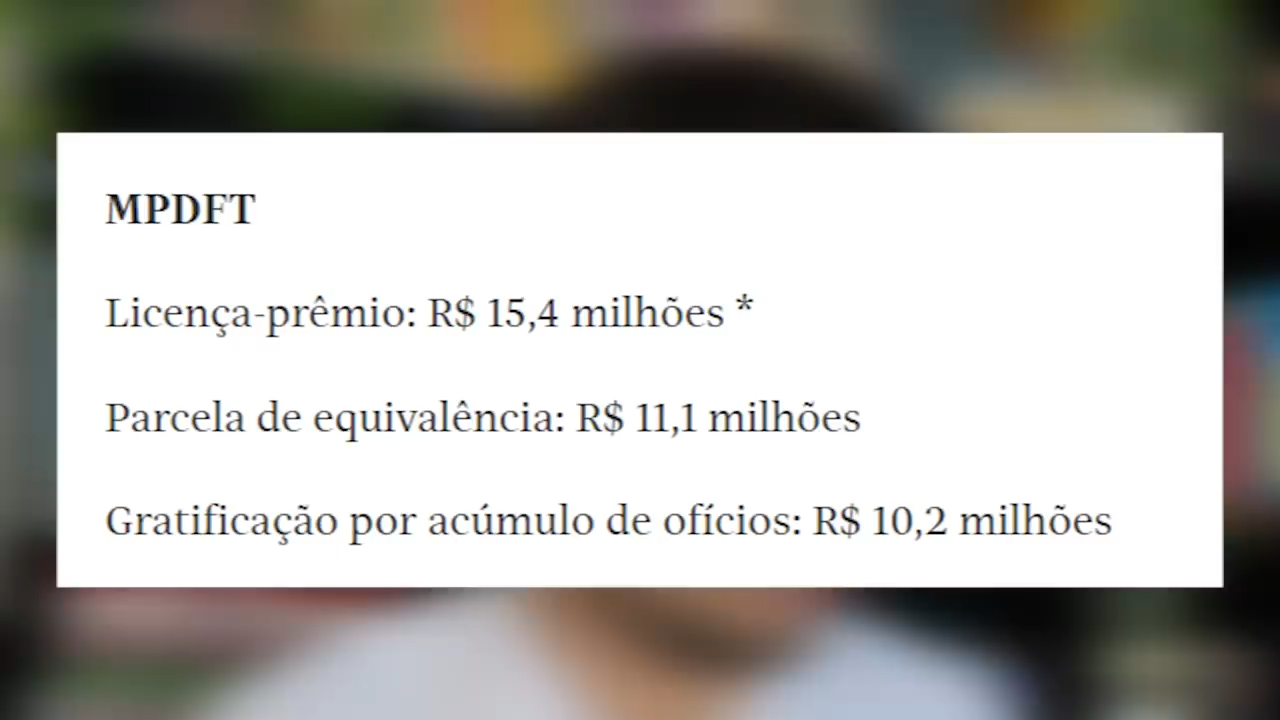 MPDFT
Licença-prêmio: R$ 15,4 milhões *
Parcela de equivalência: R$ 11,1 milhões
Gratificação por acúmulo de ofícios: R$ 10,2 milhões